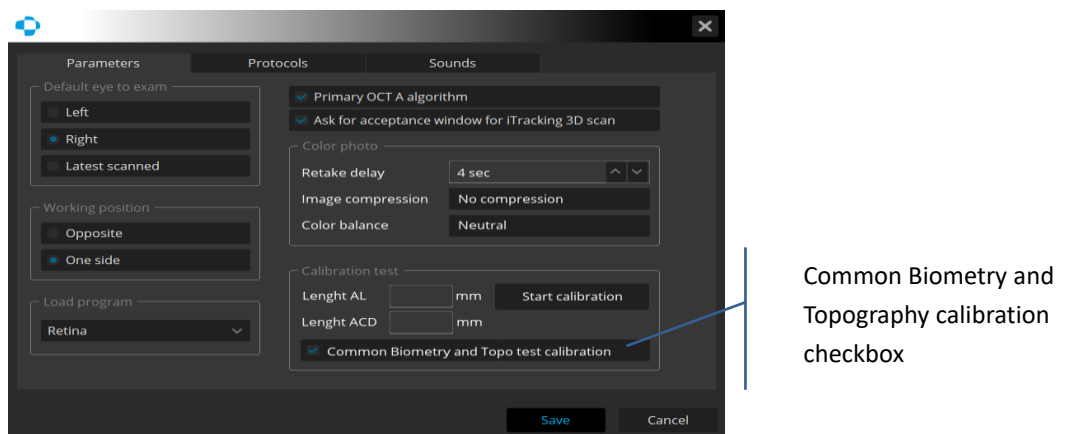 Parameters
Protocols
Sounds
Default eye to exam
Left
Right
Latest scanned
Working position
Opposite
One side
Load program
Retina
Primary OCT A algorithm
Ask for acceptance window for iTracking 3D scan
Color photo
Retake delay 4 sec
Image compression No compression
Color balance Neutral
Calibration test
Lenght AL mm Start calibration
Lenght ACD mm
Common Biometry and Topo test calibration
Save
Cancel
Common Biometry and
Topography calibration
checkbox